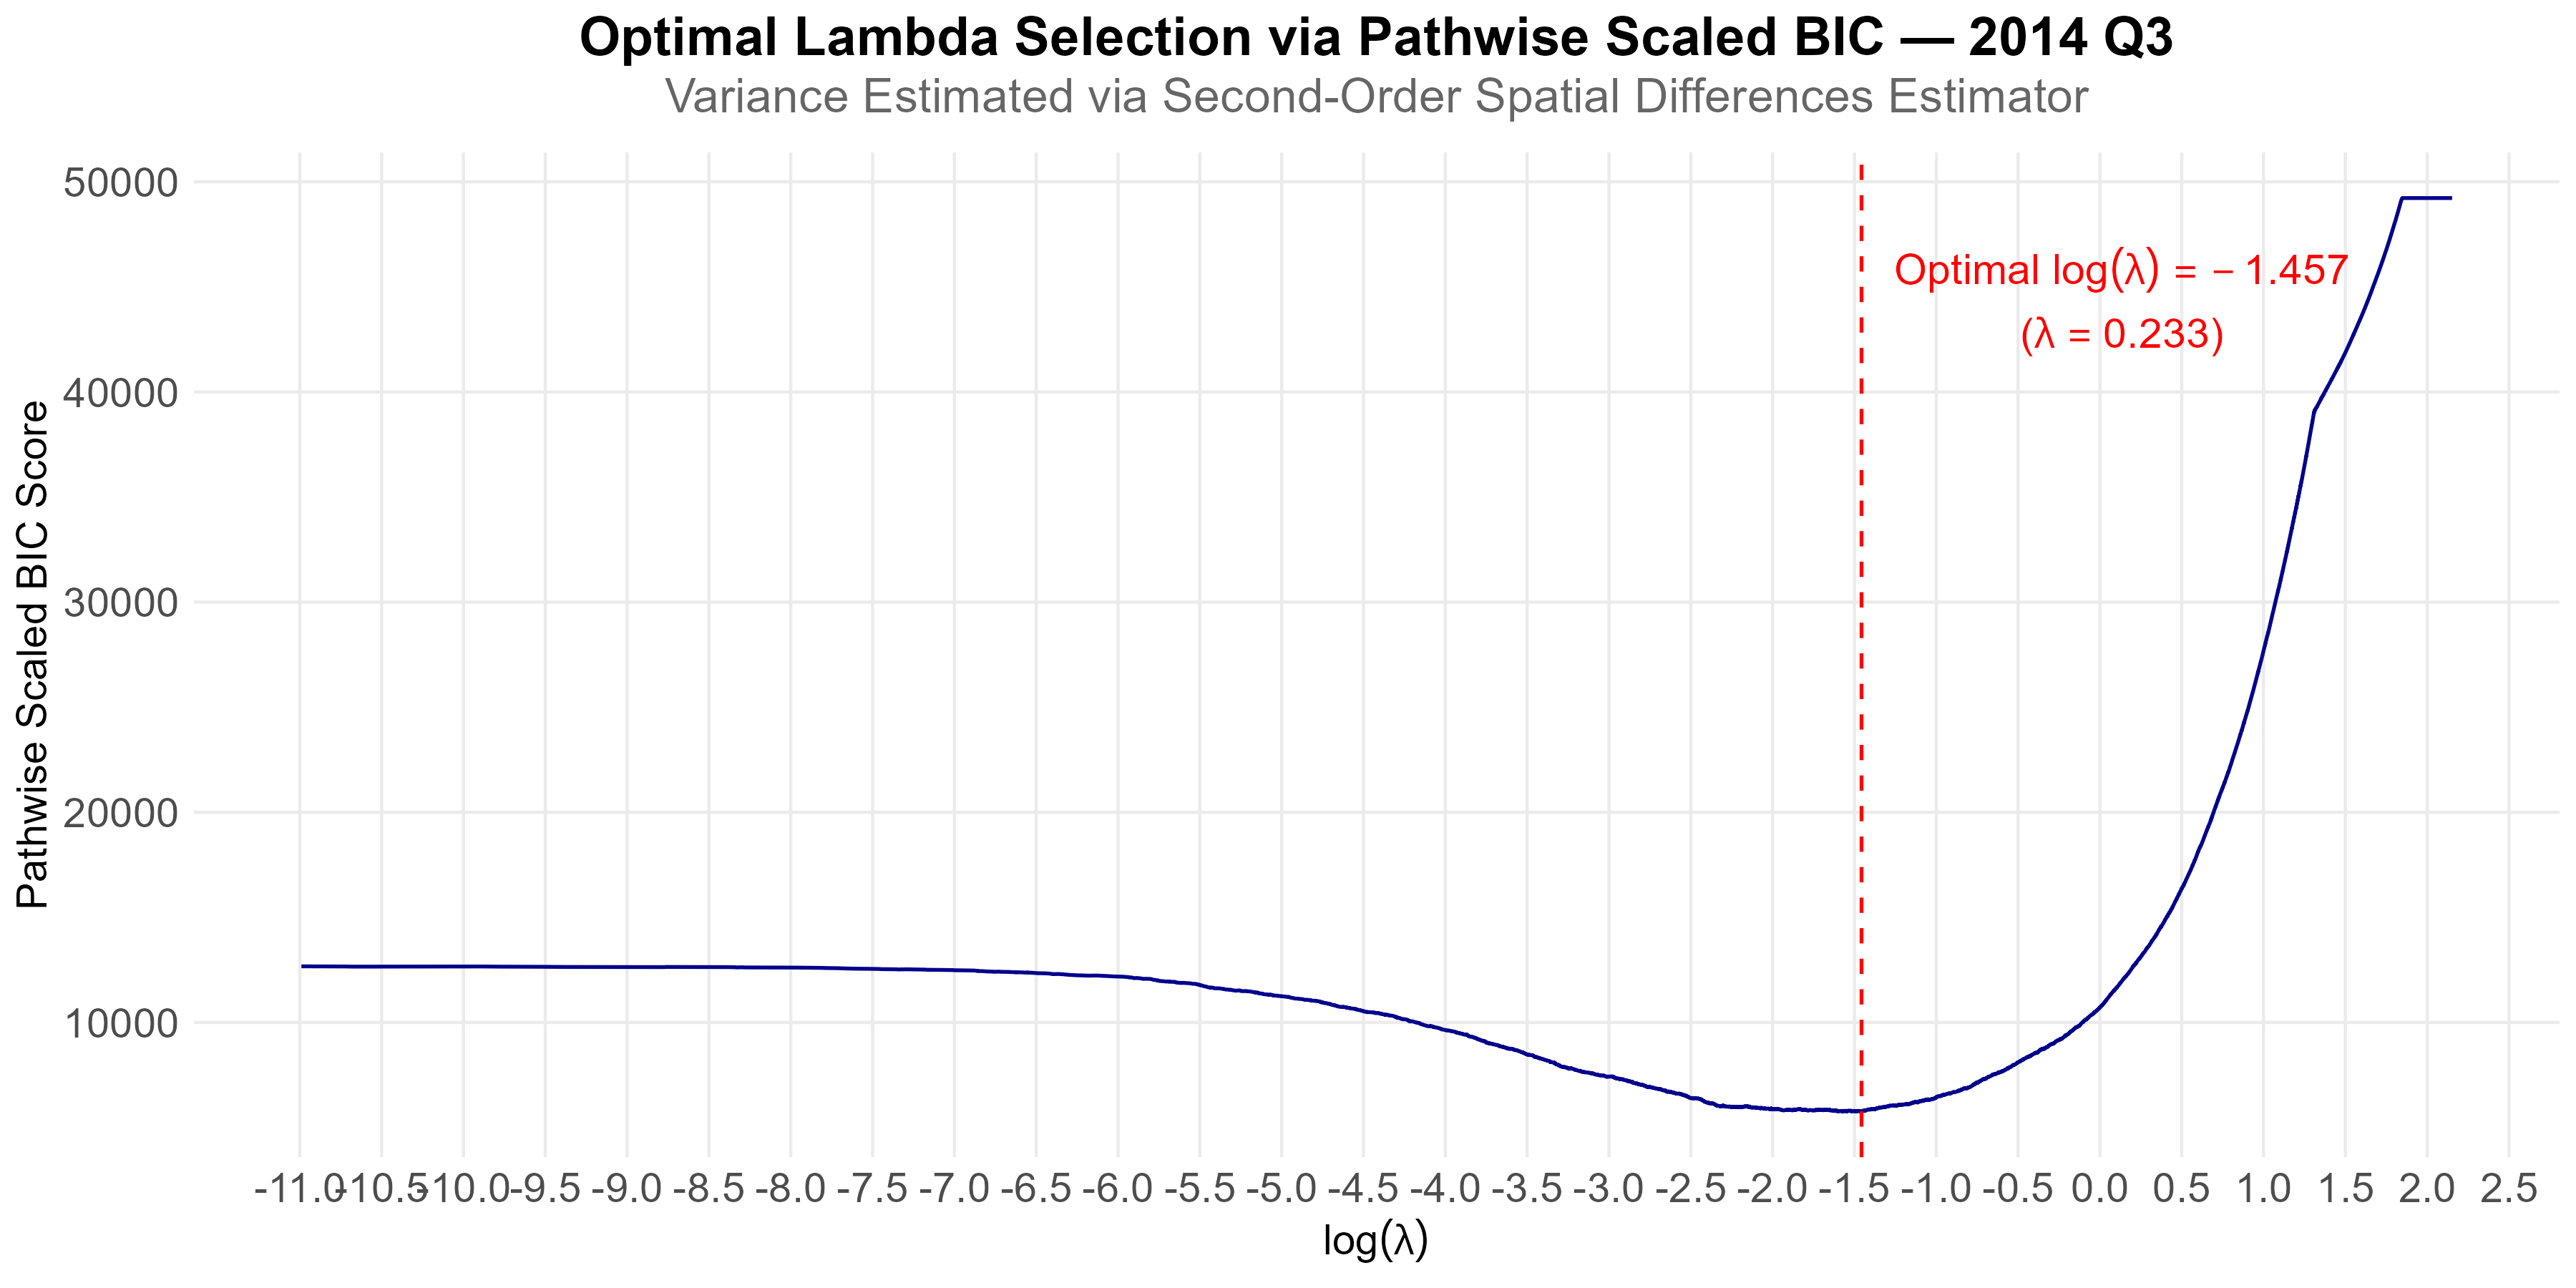 Optimal Lambda Selection via Pathwise Scaled BIC — 2014 Q3
Variance Estimated via Second-Order Spatial Differences Estimator
Pathwise Scaled BIC Score
50000
40000
30000
20000
10000
Optimal log(λ) = − 1.457
(λ = 0.233)
-11.0 -10.5 -10.0 -9.5 -9.0 -8.5 -8.0 -7.5 -7.0 -6.5 -6.0 -5.5 -5.0 -4.5 -4.0 -3.5 -3.0 -2.5 -2.0 -1.5 -1.0 -0.5 0.0 0.5 1.0 1.5 2.0 2.5
log(λ)